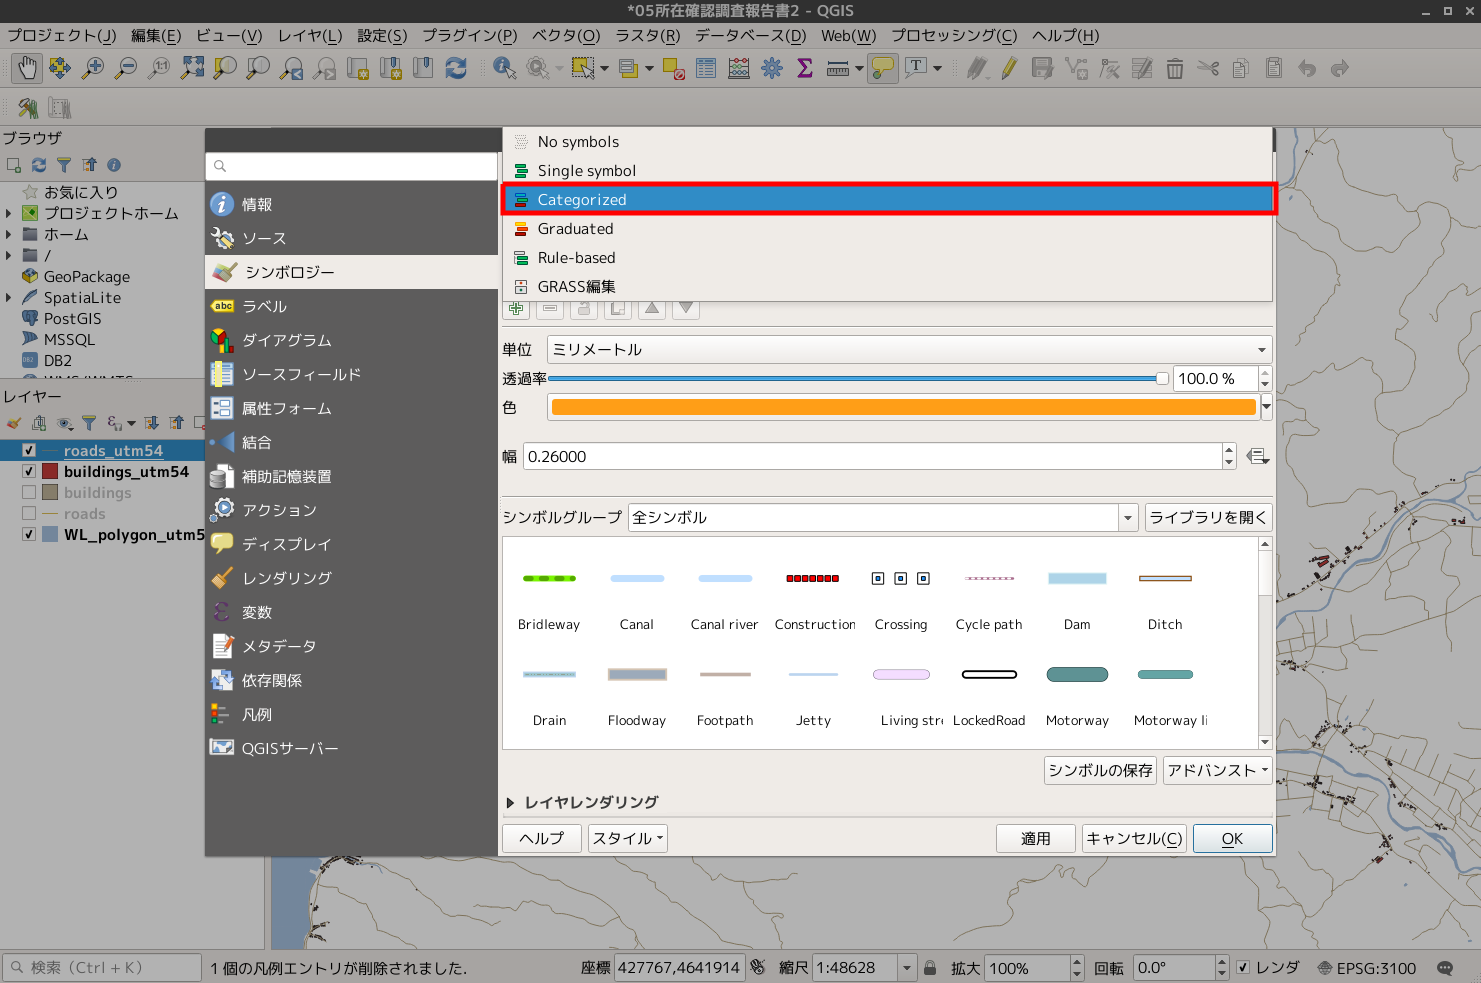 *05所在確認調査報告書2 - QGIS
プロジェクト(J) 編集(E) ビュー(V) レイヤ(L) 設定(S) プラグイン(P) ベクタ(O) ラスタ(R) データベース(D) Web(W) プロセッシング(C) ヘルプ(H)
ブラウザ
お気に入り
プロジェクトホーム
ホーム
/
GeoPackage
SpatiaLite
PostGIS
MSSQL
DB2
レイヤー
roads_utm54
buildings_utm54
buildings
roads
WL_polygon_utm5
情報
ソース
シンボロジー
abc ラベル
ダイアグラム
ソースフィールド
属性フォーム
結合
補助記憶装置
アクション
ディスプレイ
レンダリング
変数
メタデータ
依存関係
凡例
QGISサーバー
No symbols
Single symbol
Categorized
Graduated
Rule-based
GRASS編集
単位 ミリメートル
透過率 100.0 %
色
幅 0.26000
シンボルグループ 全シンボル ライブラリを開く
Bridleway Canal Canal river Construction Crossing Cycle path Dam Ditch
Drain Floodway Footpath Jetty Living stre LockedRoad Motorway Motorway li
シンボルの保存 アドバンスト
レイヤレンダリング
ヘルプ スタイル 適用 キャンセル(C) OK
検索 (Ctrl + K) 1 個の凡例エントリが削除されました. 座標 427767,4641914 縮尺 1:48628 拡大 100% 回転 0.0° レンダ EPSG:3100